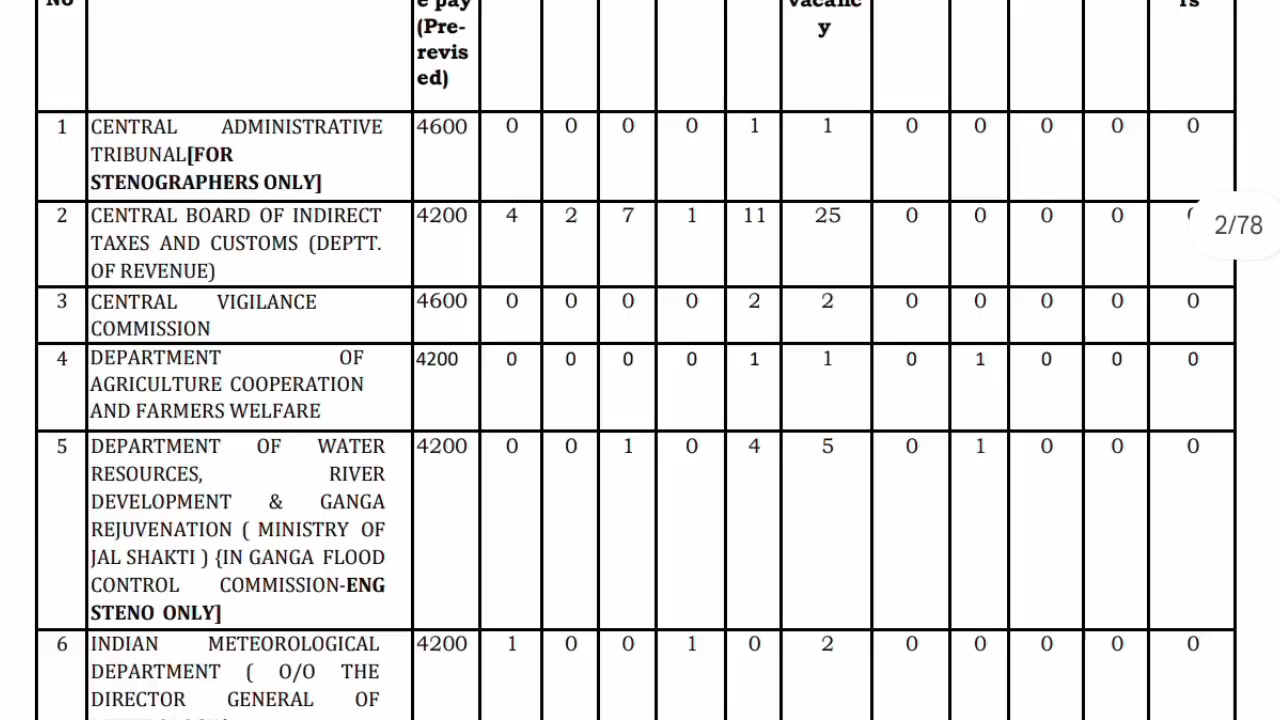 No e pay vacanc rs
(Pre- y
revis
ed)
1 CENTRAL ADMINISTRATIVE 4600 0 0 0 0 1 1 0 0 0 0 0
TRIBUNAL[FOR
STENOGRAPHERS ONLY]
2 CENTRAL BOARD OF INDIRECT 4200 4 2 7 1 11 25 0 0 0 0
TAXES AND CUSTOMS (DEPTT. 2/78
OF REVENUE)
3 CENTRAL VIGILANCE 4600 0 0 0 0 2 2 0 0 0 0 0
COMMISSION
4 DEPARTMENT OF 4200 0 0 0 0 1 1 0 1 0 0 0
AGRICULTURE COOPERATION
AND FARMERS WELFARE
5 DEPARTMENT OF WATER 4200 0 0 1 0 4 5 0 1 0 0 0
RESOURCES, RIVER
DEVELOPMENT & GANGA
REJUVENATION ( MINISTRY OF
JAL SHAKTI ) {IN GANGA FLOOD
CONTROL COMMISSION-ENG
STENO ONLY]
6 INDIAN METEOROLOGICAL 4200 1 0 0 1 0 2 0 0 0 0 0
DEPARTMENT ( O/O THE
DIRECTOR GENERAL OF